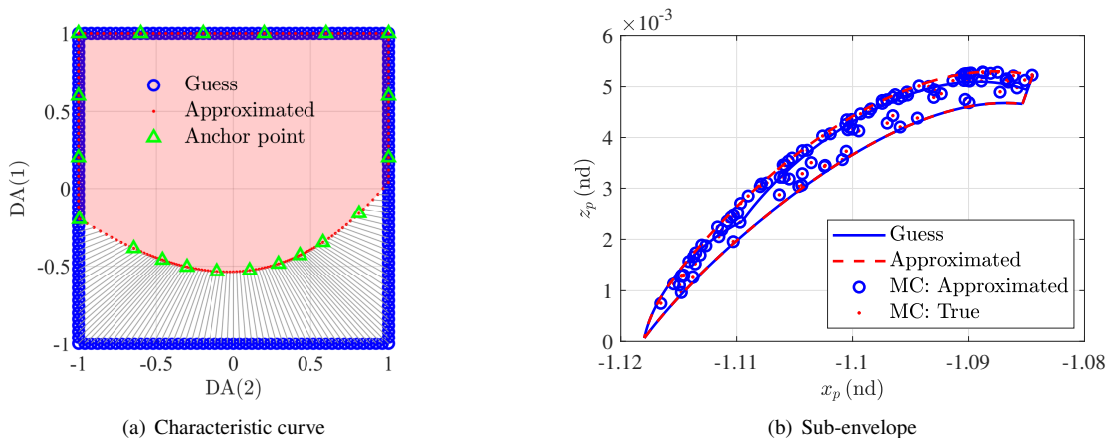 1
0.5
0
-0.5
-1
DA(1)
Guess
Approximated
Anchor point
-1 -0.5 0 0.5 1
DA(2)
(a) Characteristic curve
×10⁻³
6
5
4
3
2
1
0
z_p (nd)
Guess
Approximated
MC: Approximated
MC: True
-1.12 -1.11 -1.1 -1.09 -1.08
x_p (nd)
(b) Sub-envelope